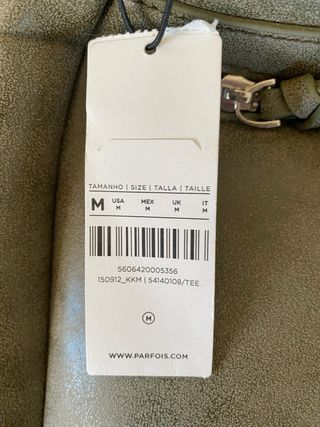 TAMANHO | SIZE | TALLA | TAILLE
M USA M MEX M UK M IT M
5606420005356
150912_KKM | 54140108/TEE
M
WWW.PARFOIS.COM